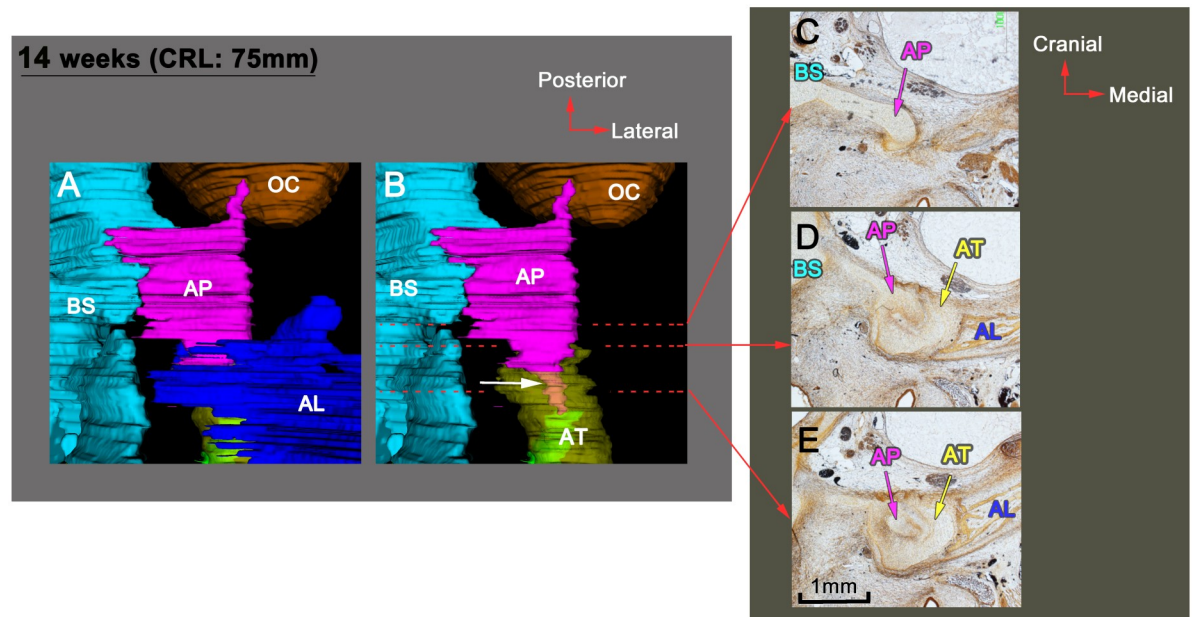 14 weeks (CRL: 75mm)
Posterior
Lateral
A
OC
BS
AP
AL
B
OC
BS
AP
AT
C
AP
BS
Cranial
Medial
D
AP
AT
BS
AL
E
AP
AT
AL
1mm